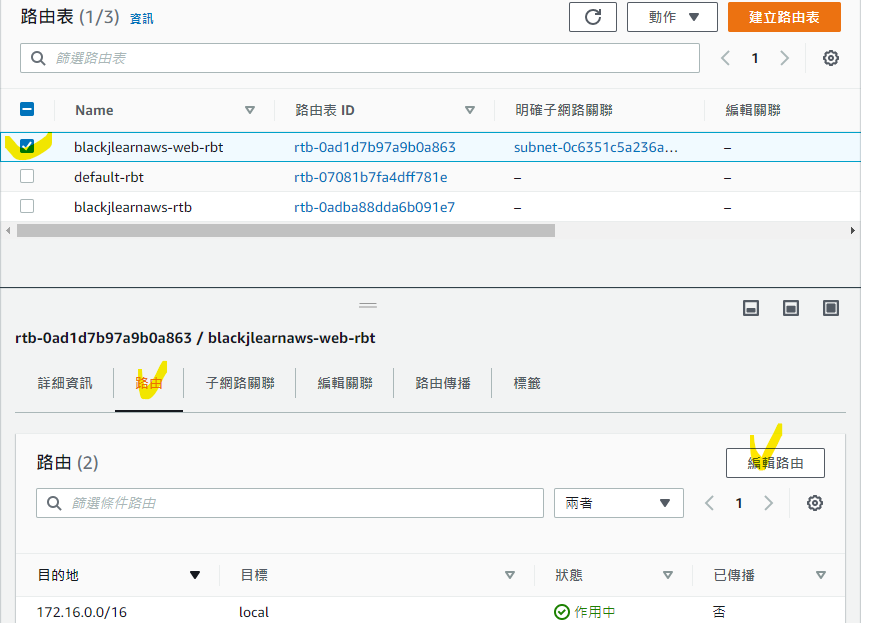 路由表 (1/3) 資訊 動作 建立路由表
篩選路由表 1
Name 路由表 ID 明確子網路關聯 編輯關聯
blackjlearnaws-web-rbt rtb-0ad1d7b97a9b0a863 subnet-0c6351c5a236a... –
default-rbt rtb-07081b7fa4dff781e – –
blackjlearnaws-rtb rtb-0adba88dda6b091e7 – –
rtb-0ad1d7b97a9b0a863 / blackjlearnaws-web-rbt
詳細資訊 路由 子網路關聯 編輯關聯 路由傳播 標籤
路由 (2) 編輯路由
篩選條件路由 兩者 1
目的地 目標 狀態 已傳播
172.16.0.0/16 local 作用中 否